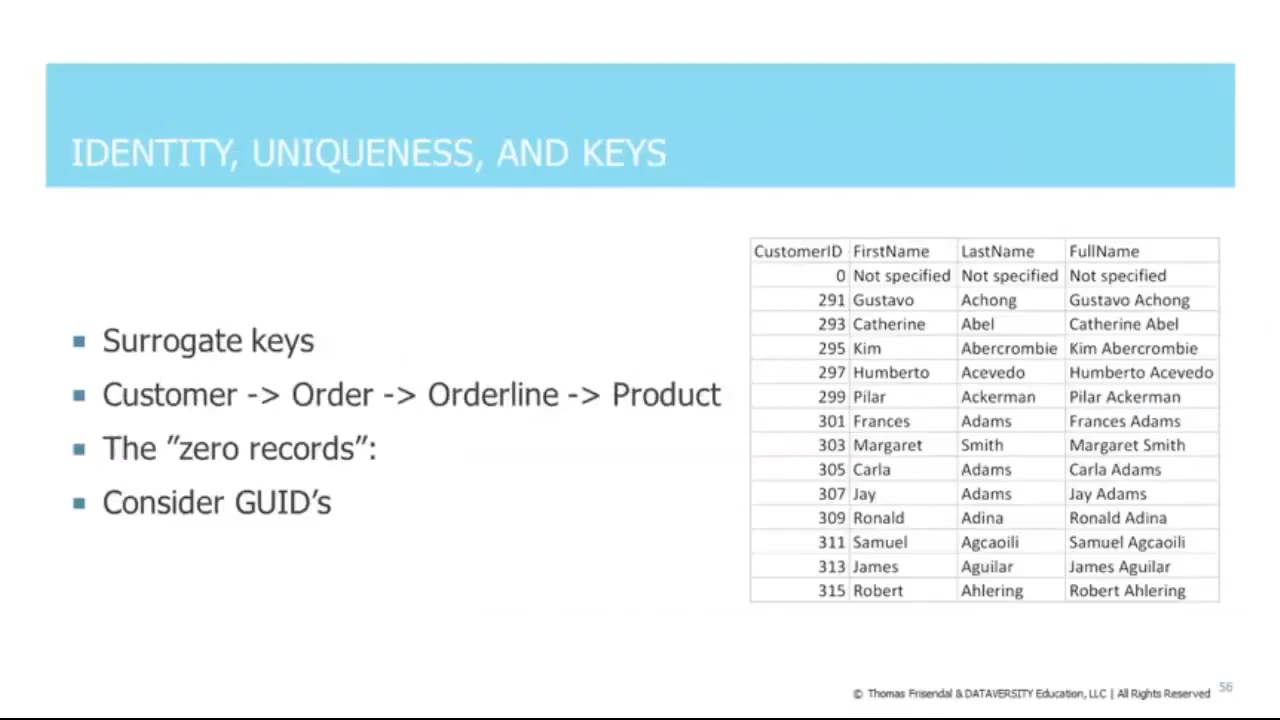 IDENTITY, UNIQUENESS, AND KEYS
Surrogate keys
Customer -> Order -> Orderline -> Product
The ”zero records”:
Consider GUID’s
CustomerID FirstName LastName FullName
0 Not specified Not specified Not specified
291 Gustavo Achong Gustavo Achong
293 Catherine Abel Catherine Abel
295 Kim Abercrombie Kim Abercrombie
297 Humberto Acevedo Humberto Acevedo
299 Pilar Ackerman Pilar Ackerman
301 Frances Adams Frances Adams
303 Margaret Smith Margaret Smith
305 Carla Adams Carla Adams
307 Jay Adams Jay Adams
309 Ronald Adina Ronald Adina
311 Samuel Agcaoili Samuel Agcaoili
313 James Aguilar James Aguilar
315 Robert Ahlering Robert Ahlering
© Thomas Frisendal & DATAVERSITY Education, LLC | All Rights Reserved
56